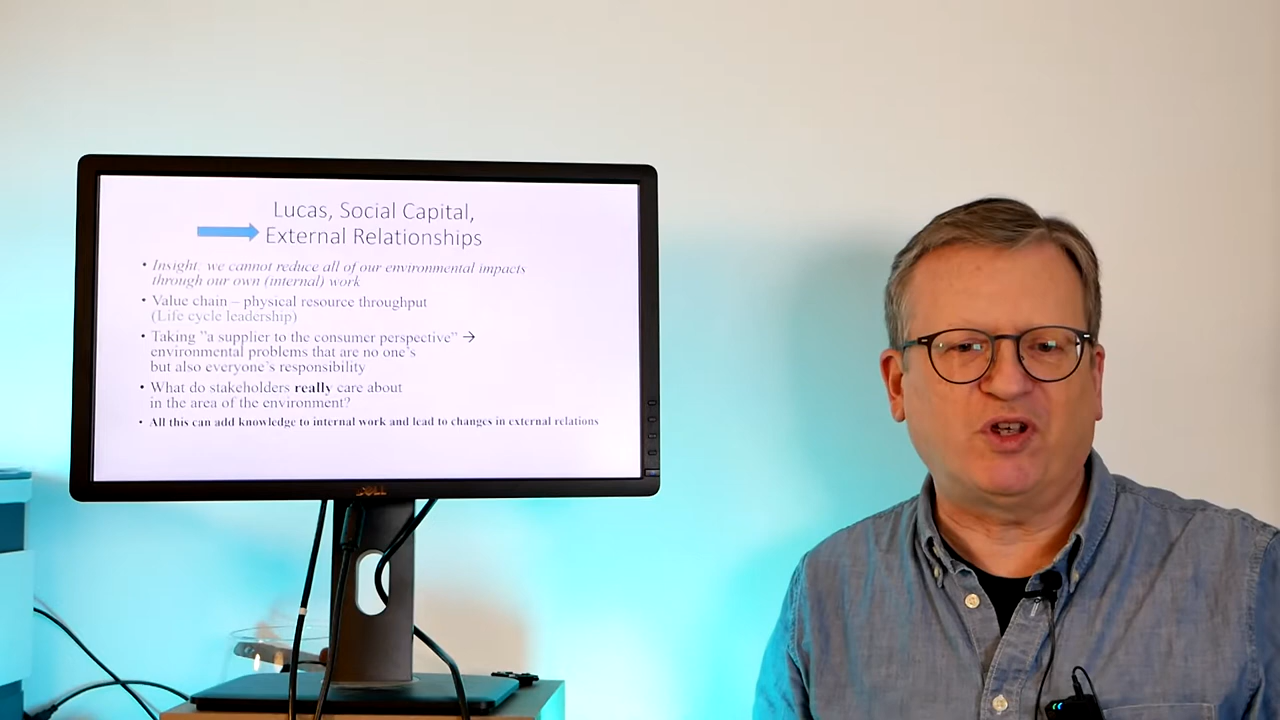 Lucas, Social Capital,
External Relationships
• Insight, we cannot reduce all of our environmental impacts
through our own (internal) work
• Value chain – physical resource throughput
(Life cycle leadership)
• Taking ”a supplier to the consumer perspective” →
environmental problems that are no one's
but also everyone's responsibility
• What do stakeholders really care about
in the area of the environment?
• All this can add knowledge to internal work and lead to changes in external relations
DELL